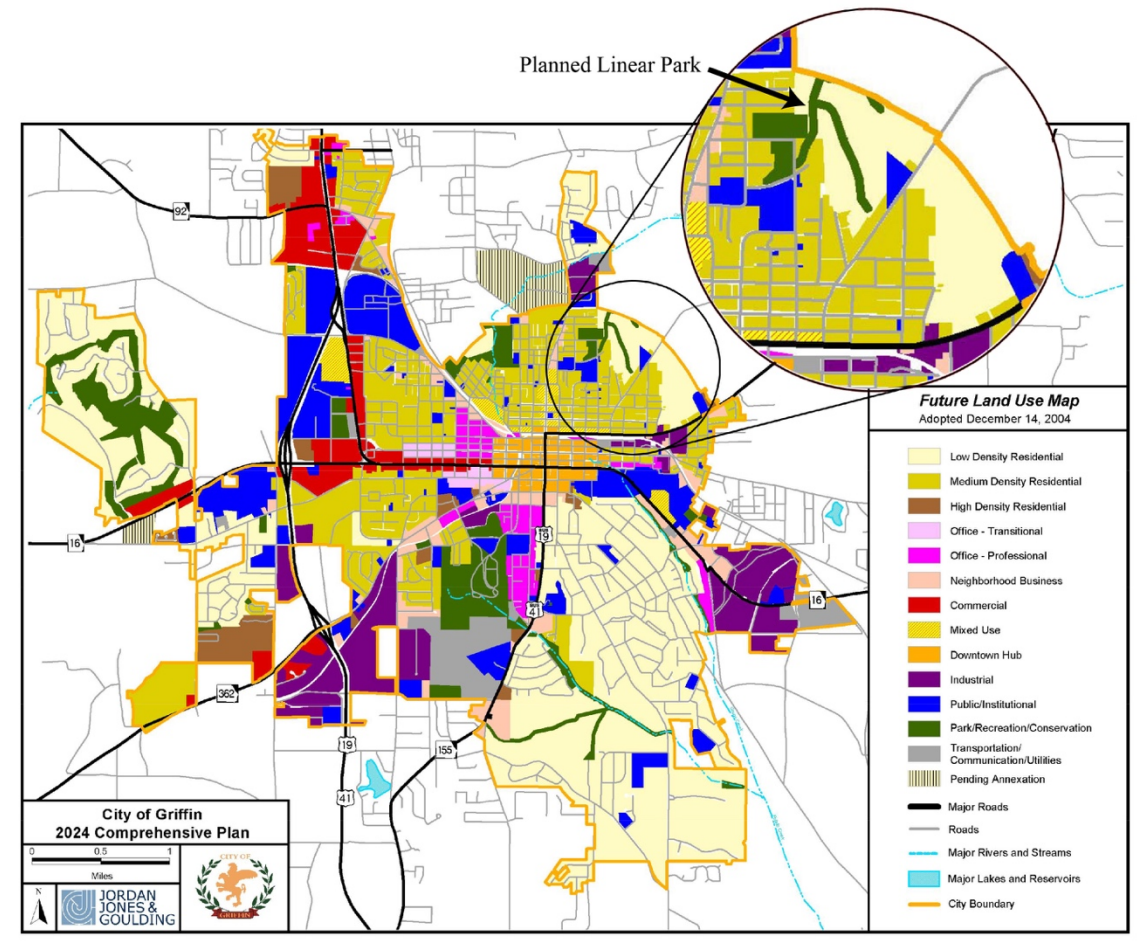 Planned Linear Park
92
16
362
19
41
155
BUS
19
BUS
41
16
Future Land Use Map
Adopted December 14, 2004
Low Density Residential
Medium Density Residential
High Density Residential
Office - Transitional
Office - Professional
Neighborhood Business
Commercial
Mixed Use
Downtown Hub
Industrial
Public/Institutional
Park/Recreation/Conservation
Transportation/
Communication/Utilities
Pending Annexation
Major Roads
Roads
Major Rivers and Streams
Major Lakes and Reservoirs
City Boundary
City of Griffin
2024 Comprehensive Plan
0 0.5 1
Miles
N
JORDAN
JONES &
GOULDING
CITY OF
GRIFFIN